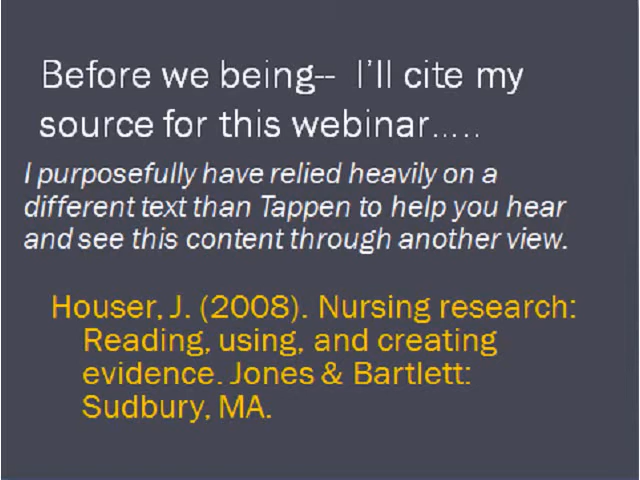 Before we being-- I'll cite my
source for this webinar.....
I purposefully have relied heavily on a
different text than Tappen to help you hear
and see this content through another view.
Houser, J. (2008). Nursing research:
Reading, using, and creating
evidence. Jones & Bartlett:
Sudbury, MA.